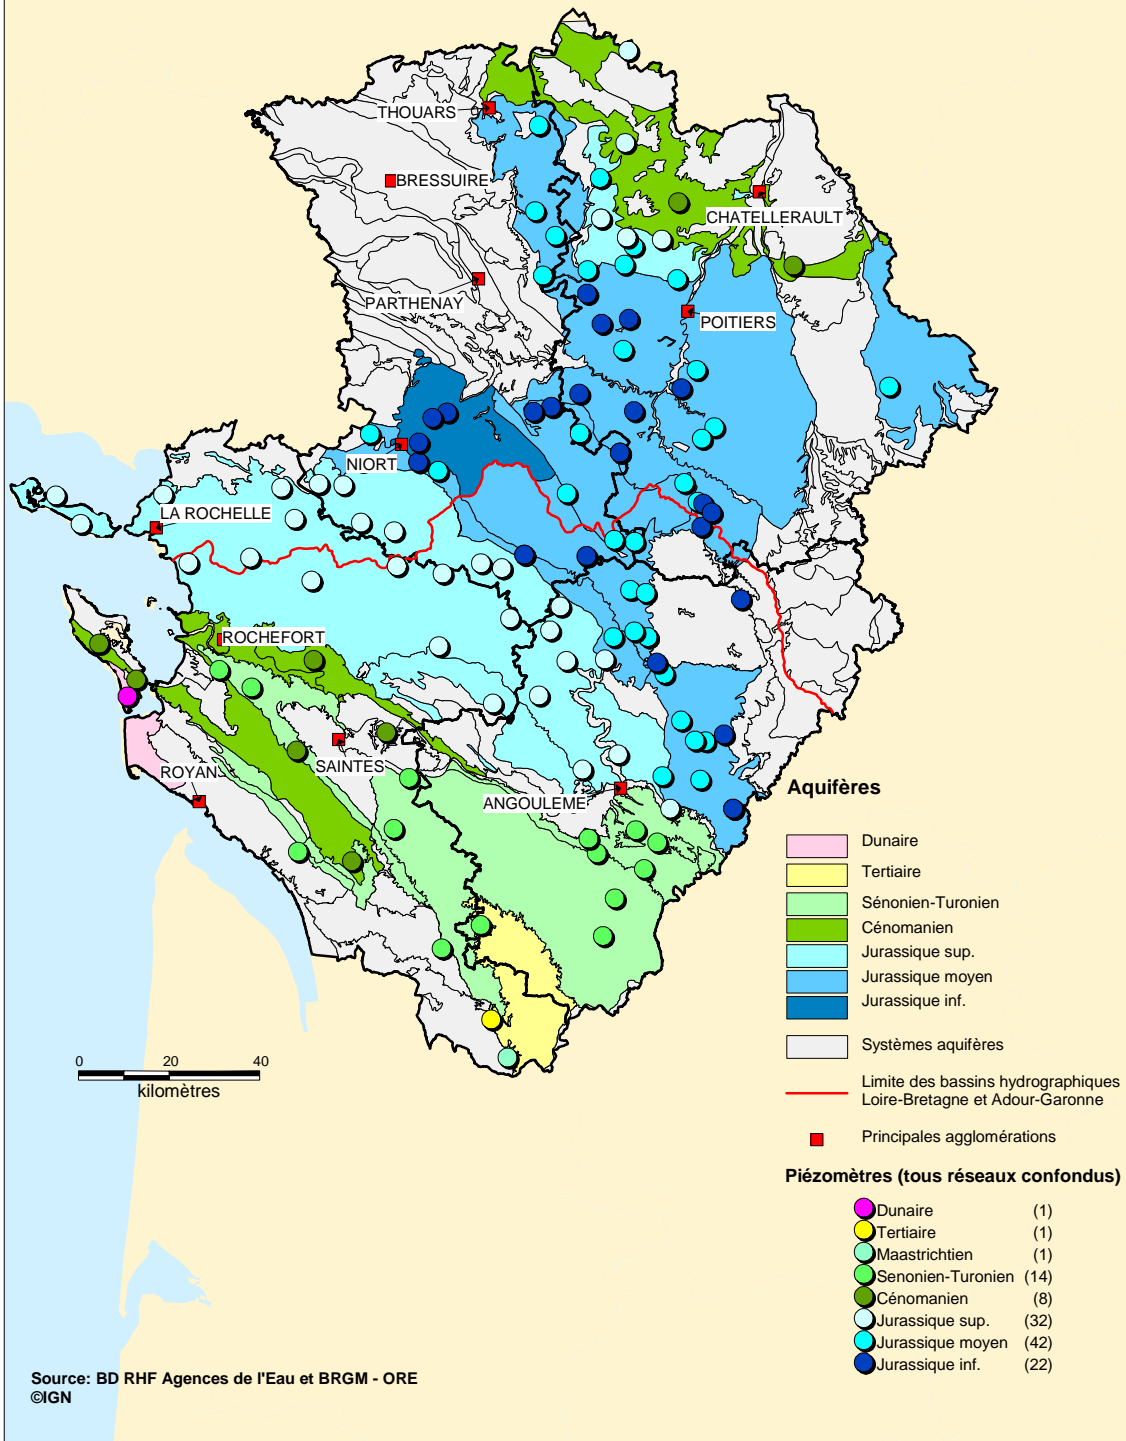 THOUARS
BRESSUIRE
CHATELLERAULT
PARTHENAY
POITIERS
NIORT
LA ROCHELLE
ROCHEFORT
SAINTES
ROYAN
ANGOULEME
Aquifères
Dunaire
Tertiaire
Sénonien-Turonien
Cénomanien
Jurassique sup.
Jurassique moyen
Jurassique inf.
Systèmes aquifères
Limite des bassins hydrographiques
Loire-Bretagne et Adour-Garonne
Principales agglomérations
0 20 40
kilomètres
Piézomètres (tous réseaux confondus)
Dunaire (1)
Tertiaire (1)
Maastrichtien (1)
Senonien-Turonien (14)
Cénomanien (8)
Jurassique sup. (32)
Jurassique moyen (42)
Jurassique inf. (22)
Source: BD RHF Agences de l'Eau et BRGM - ORE
©IGN